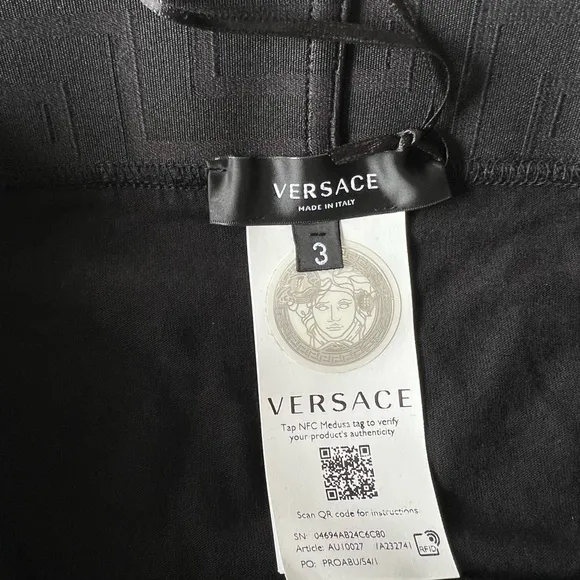 VERSACE
MADE IN ITALY
3
VERSACE
Tap NFC Medusa tag to verify
your product's authenticity
Scan QR code for instructions
SN: 04694AB24C6C80
Article: AU10027 1A23274J
PO: PROABU/54/1
RFID